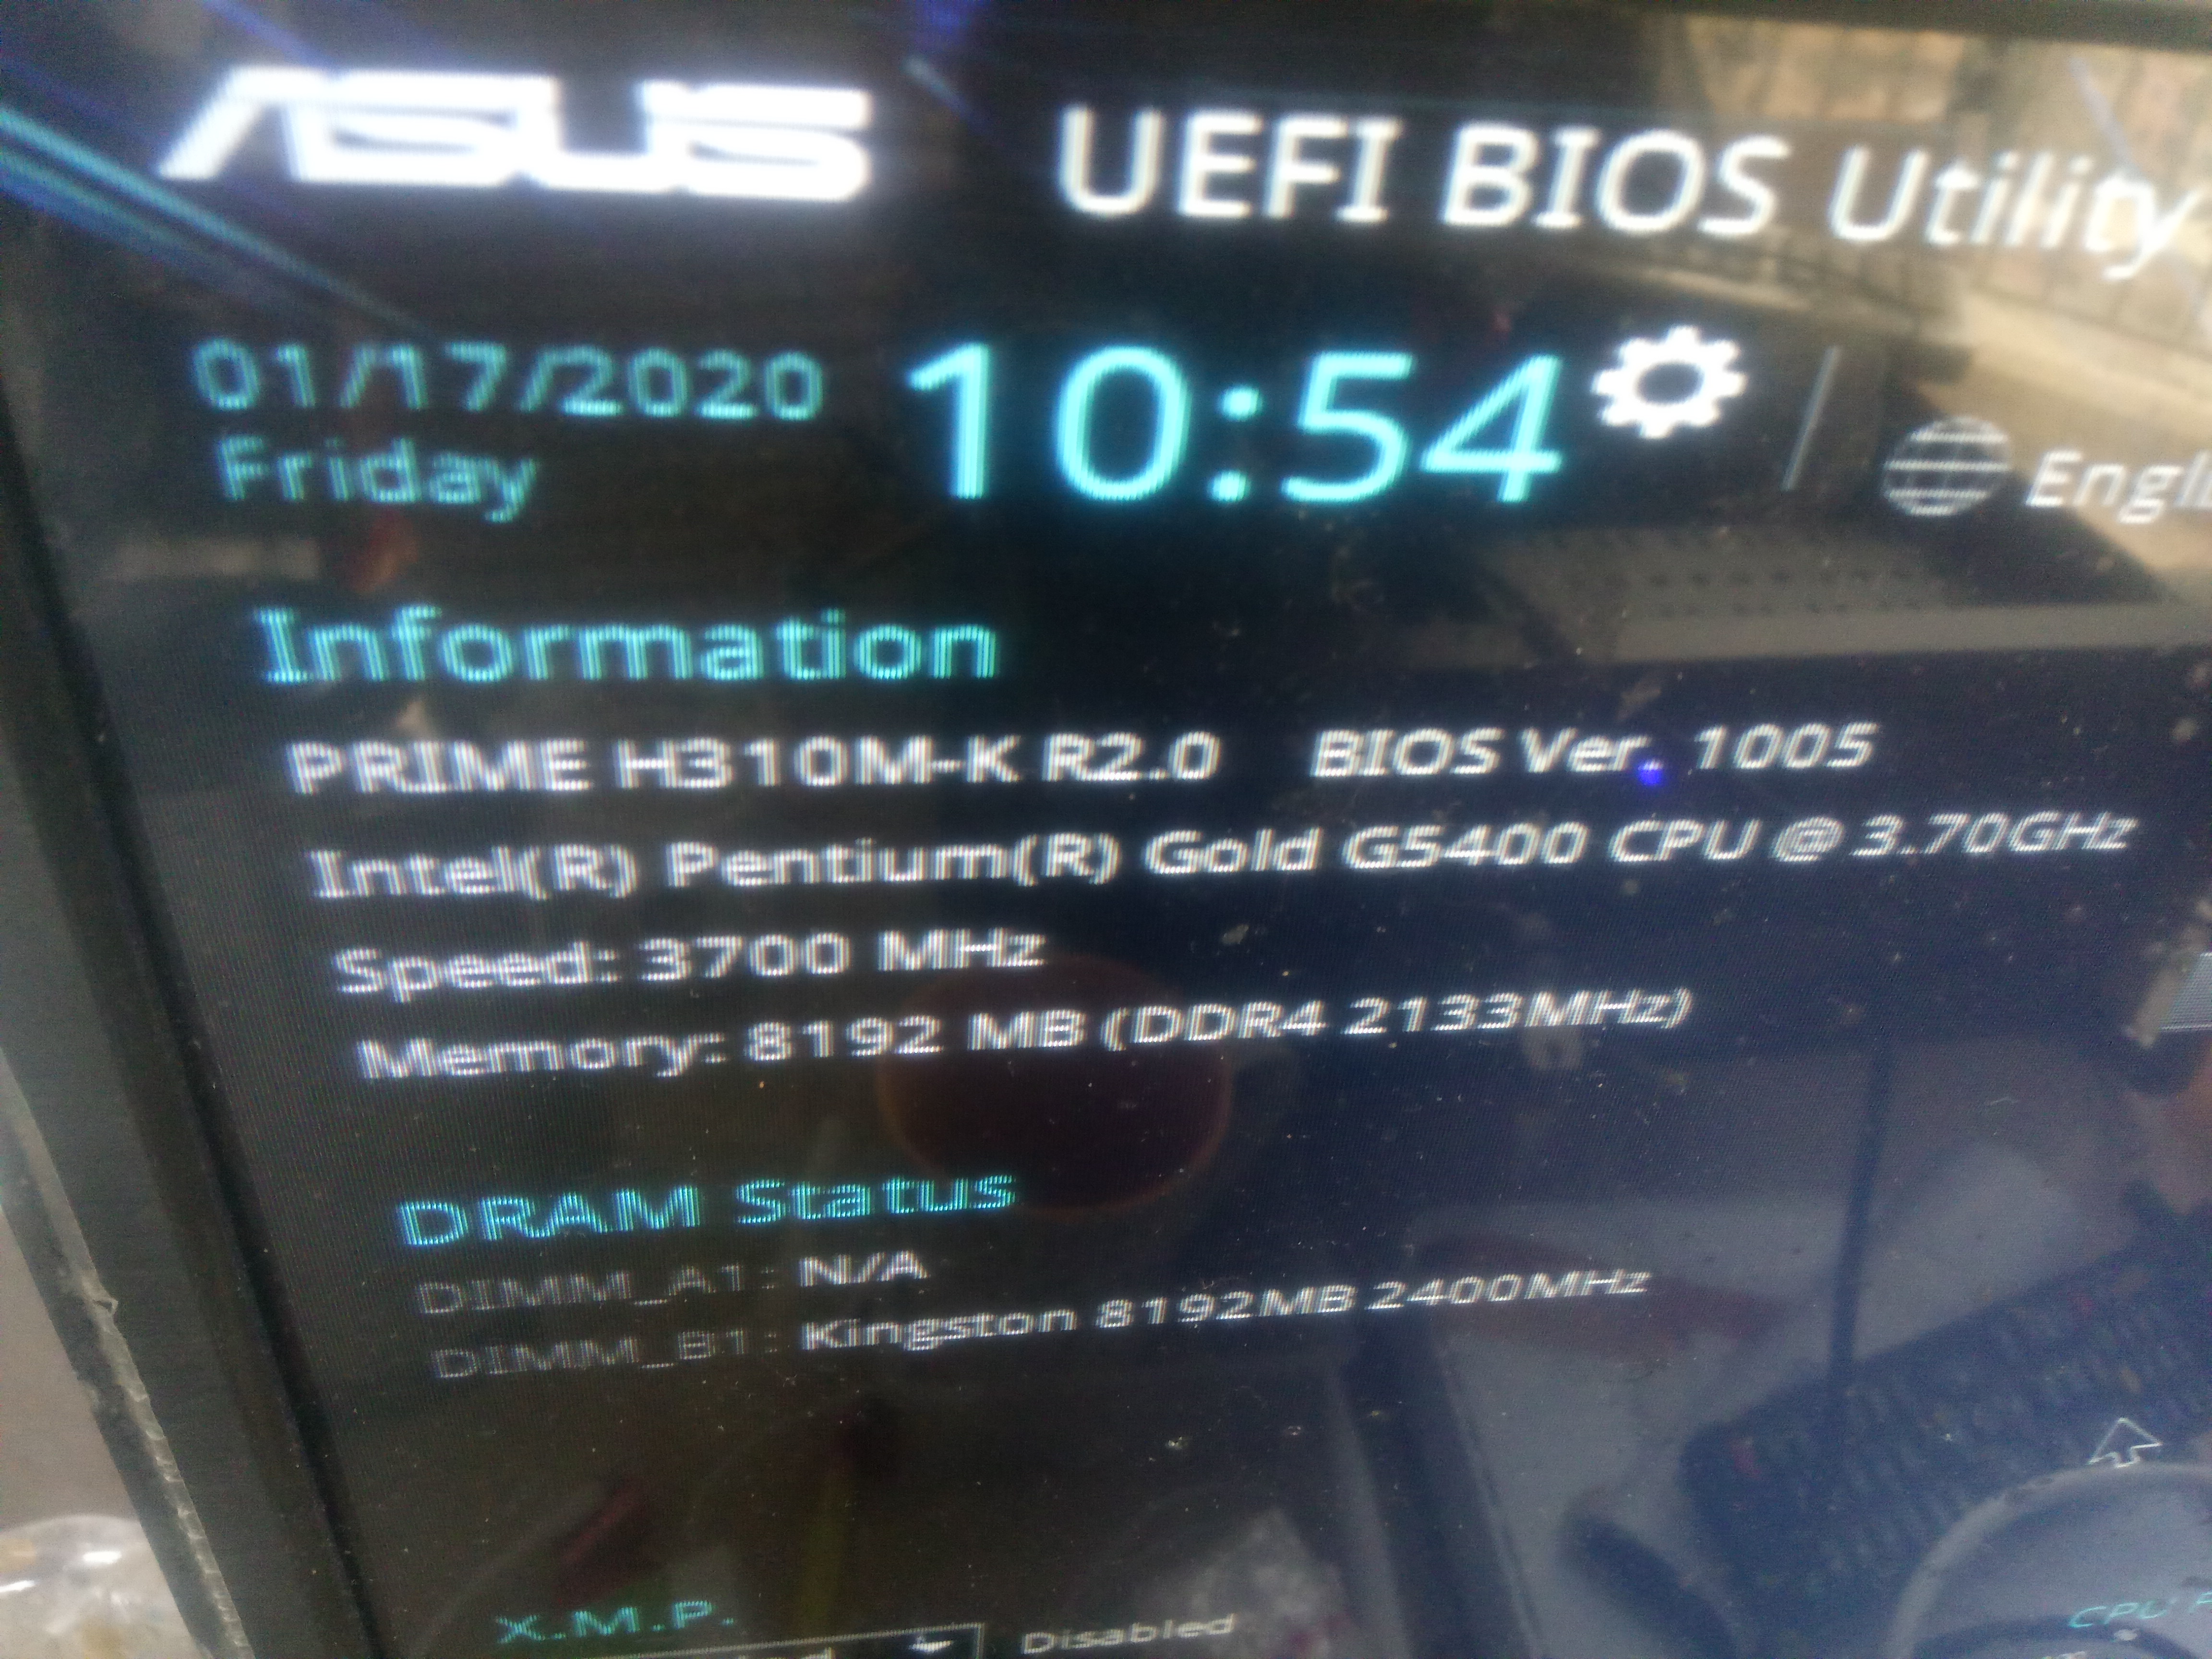 ASUS UEFI BIOS Utility
01/17/2020 10:54
Friday
Information
PRIME H310M-K R2.0 BIOS Ver. 1005
Intel(R) Pentium(R) Gold G5400 CPU @ 3.70GHz
Speed: 3700 MHz
Memory: 8192 MB (DDR4 2133MHz)
DRAM Status
DIMM_A1: N/A
DIMM_B1: Kingston 8192MB 2400MHz
X.M.P.
Disabled
CPU